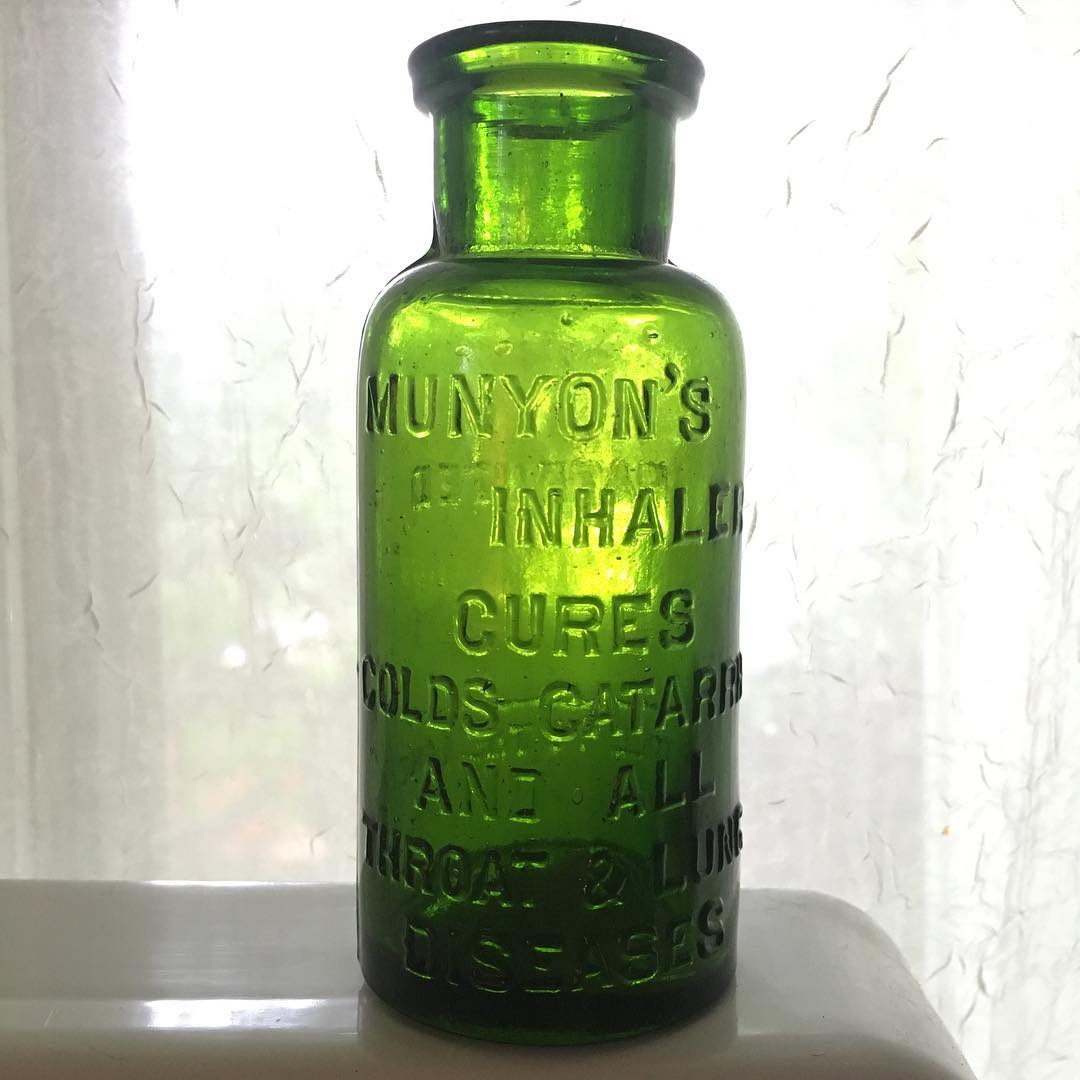 MUNYON'S
INHALER
CURES
COLDS CATARRH
AND ALL
THROAT & LUNG
DISEASES